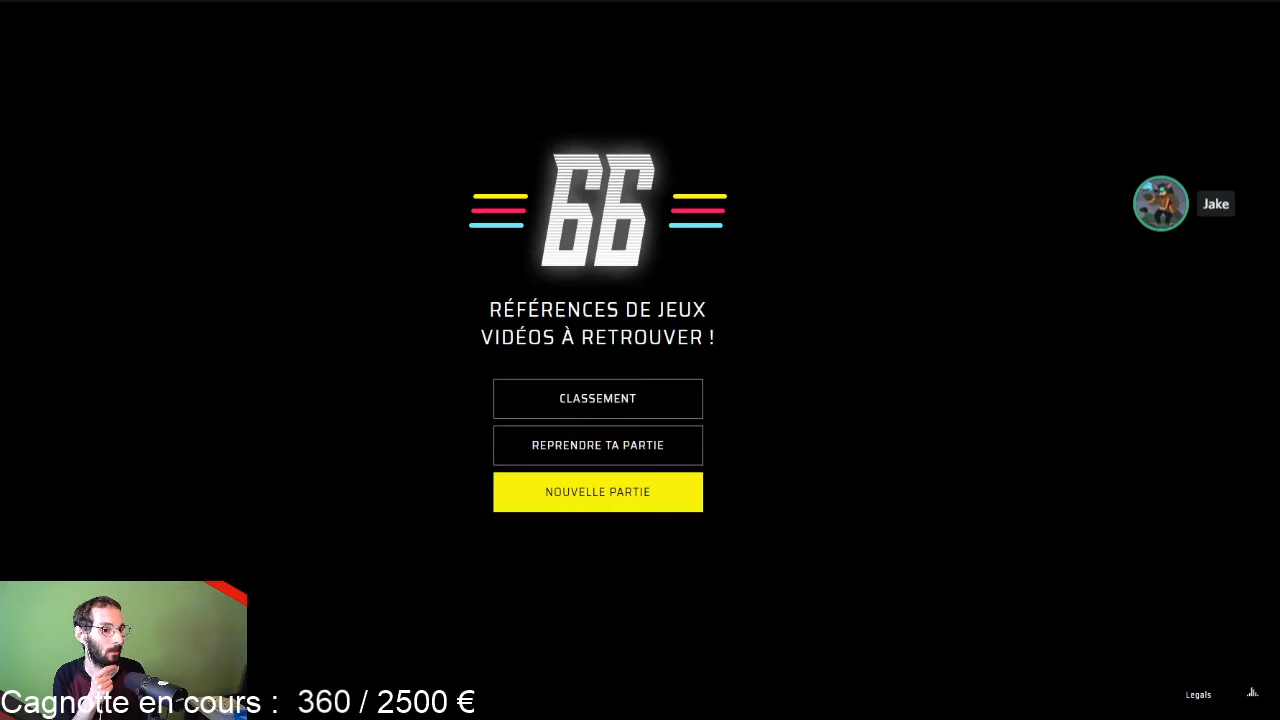 66
RÉFÉRENCES DE JEUX
VIDÉOS À RETROUVER !
Jake
CLASSEMENT
REPRENDRE TA PARTIE
NOUVELLE PARTIE
Cagnotte en cours : 360 / 2500 €
Legals